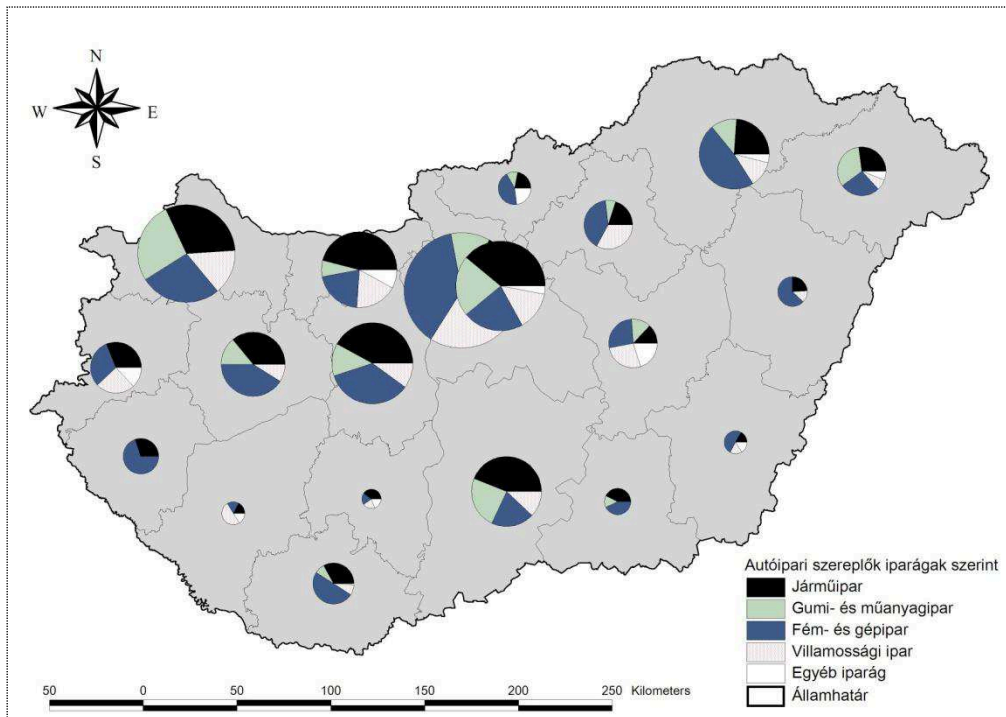 N
W E
S
Autóipari szereplők iparágak szerint
Járműipar
Gumi- és műanyagipar
Fém- és gépipar
Villamossági ipar
Egyéb iparág
Államhatár
50 0 50 100 150 200 250 Kilometers